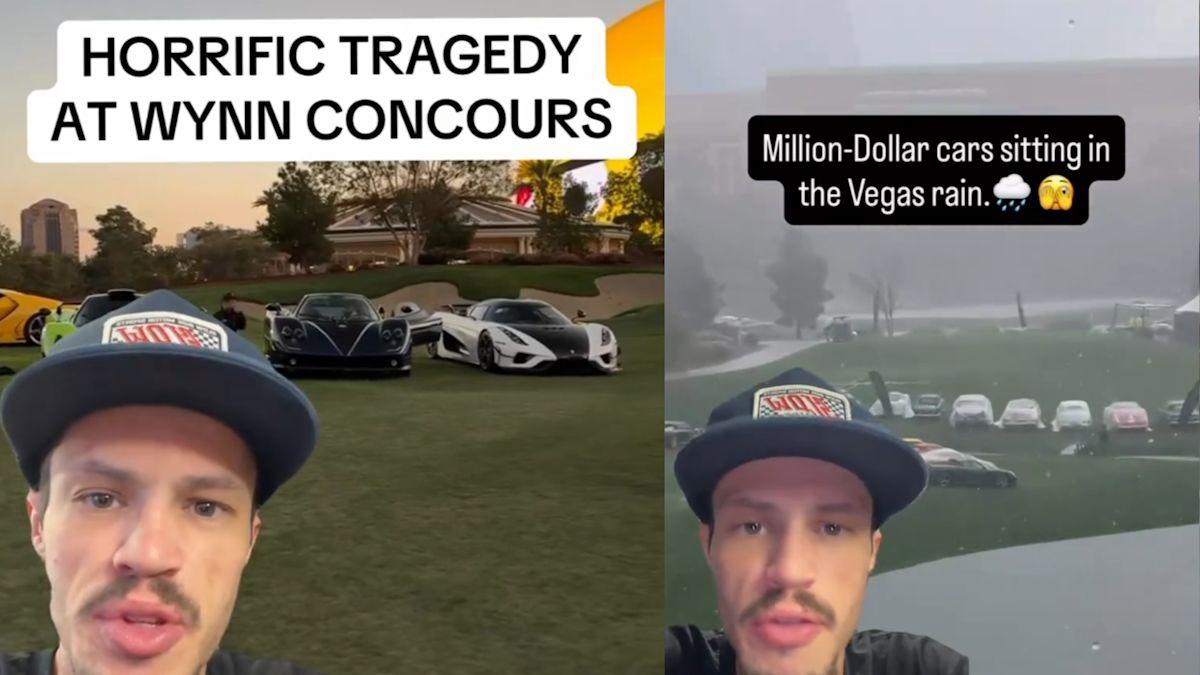 HORRIFIC TRAGEDY
AT WYNN CONCOURS
Million-Dollar cars sitting in
the Vegas rain.🌧️🫣